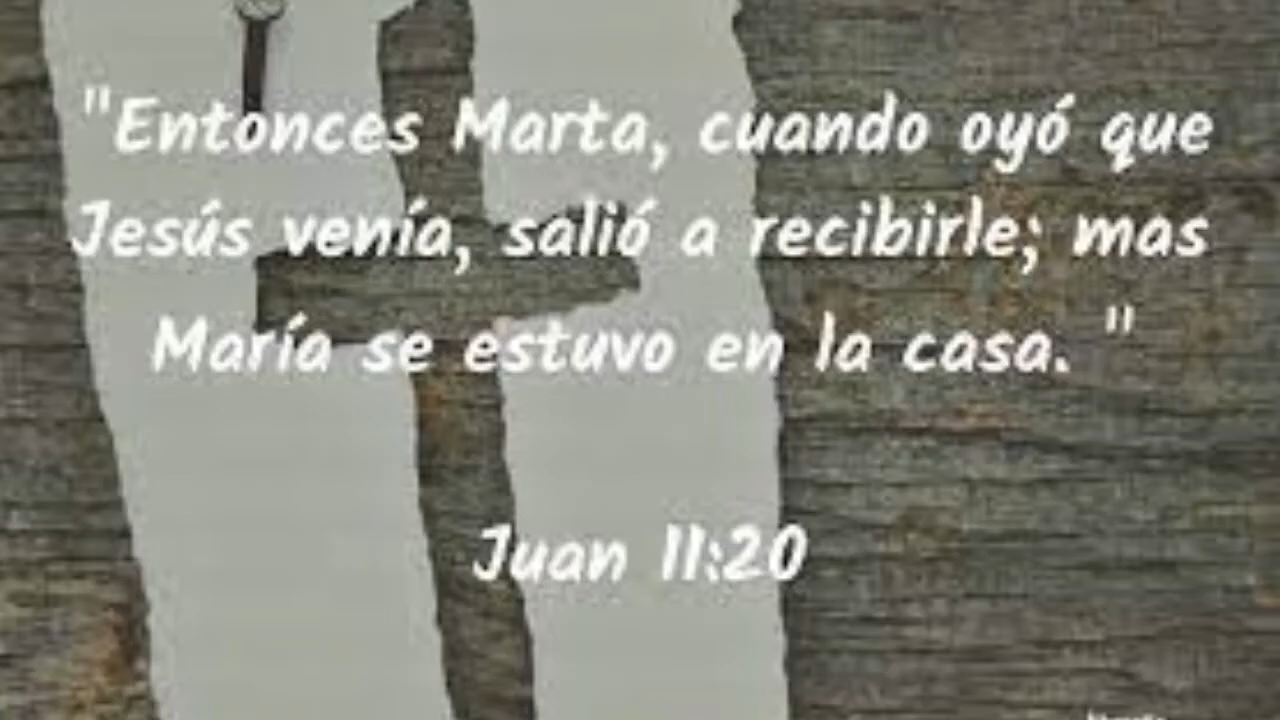 "Entonces Marta, cuando oyó que
Jesús venía, salió a recibirle; mas
María se estuvo en la casa. "
Juan 11:20